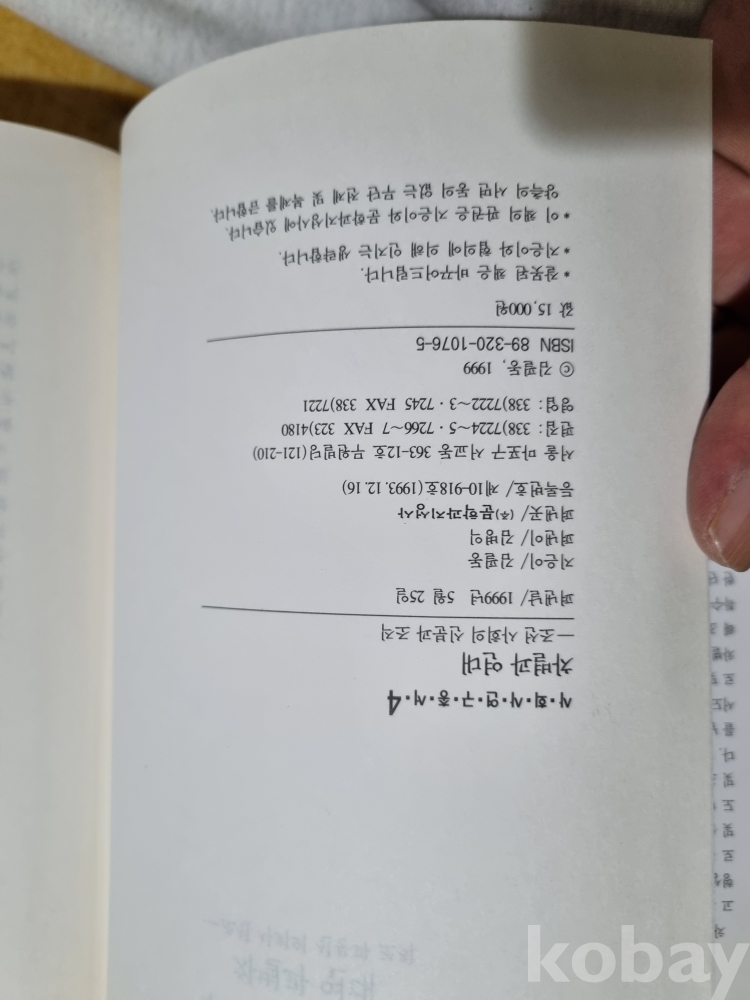 사·회·사·연·구·총·서·4
차별과 연대
—조선 사회의 신분과 조직
펴낸날/ 1999년 5월 25일
지은이/ 김필동
펴낸이/ 김병익
펴낸곳/ (주)문학과지성사
등록번호/ 제10-918호(1993. 12. 16)
서울 마포구 서교동 363-12호 무원빌딩(121-210)
편집: 338)7224~5·7266~7 FAX 323)4180
영업: 338)7222~3·7245 FAX 338)7221
ⓒ 김필동, 1999
ISBN 89-320-1076-5
값 15,000원
* 잘못된 책은 바꾸어드립니다.
* 지은이와 협의에 의해 인지는 생략합니다.
* 이 책의 판권은 지은이와 문학과지성사에 있습니다.
양측의 서면 동의 없는 무단 전재 및 복제를 금합니다.
kobay